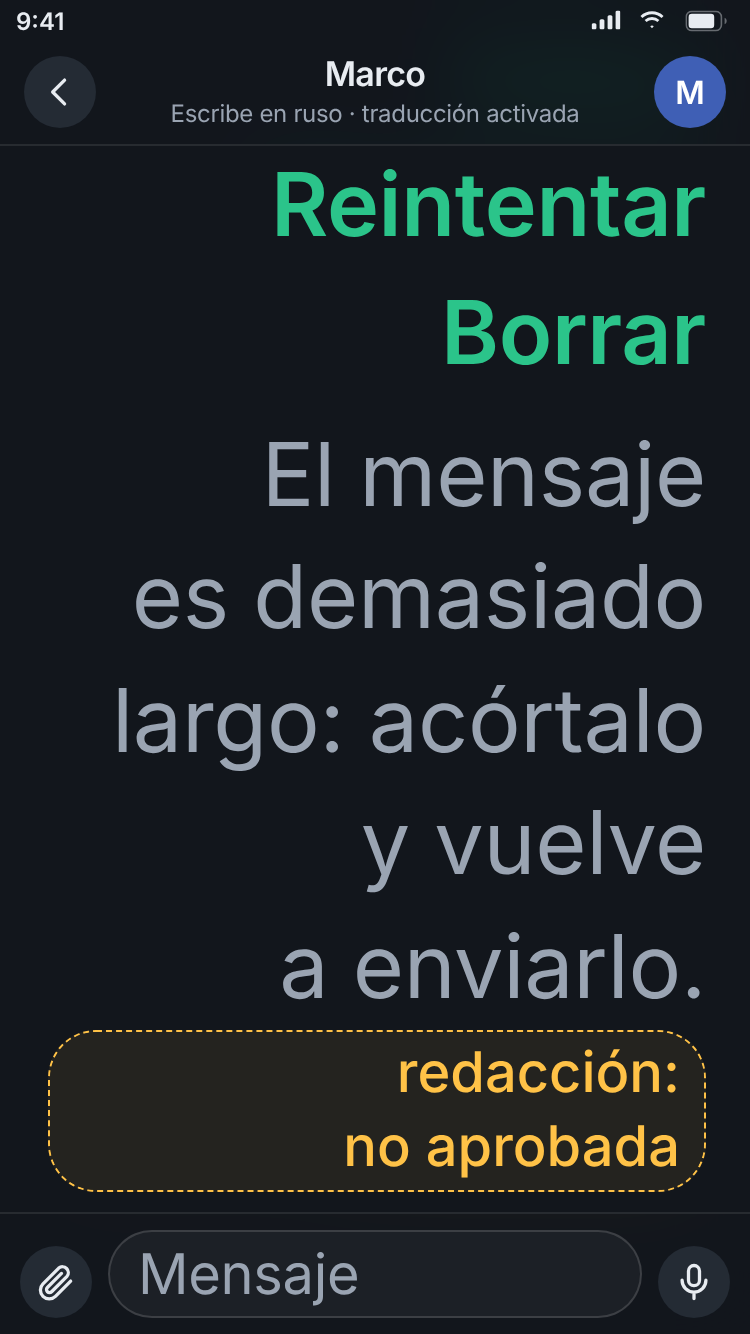 9:41
Marco
Escribe en ruso · traducción activada
M
Reintentar
Borrar
El mensaje
es demasiado
largo: acórtalo
y vuelve
a enviarlo.
redacción:
no aprobada
Mensaje